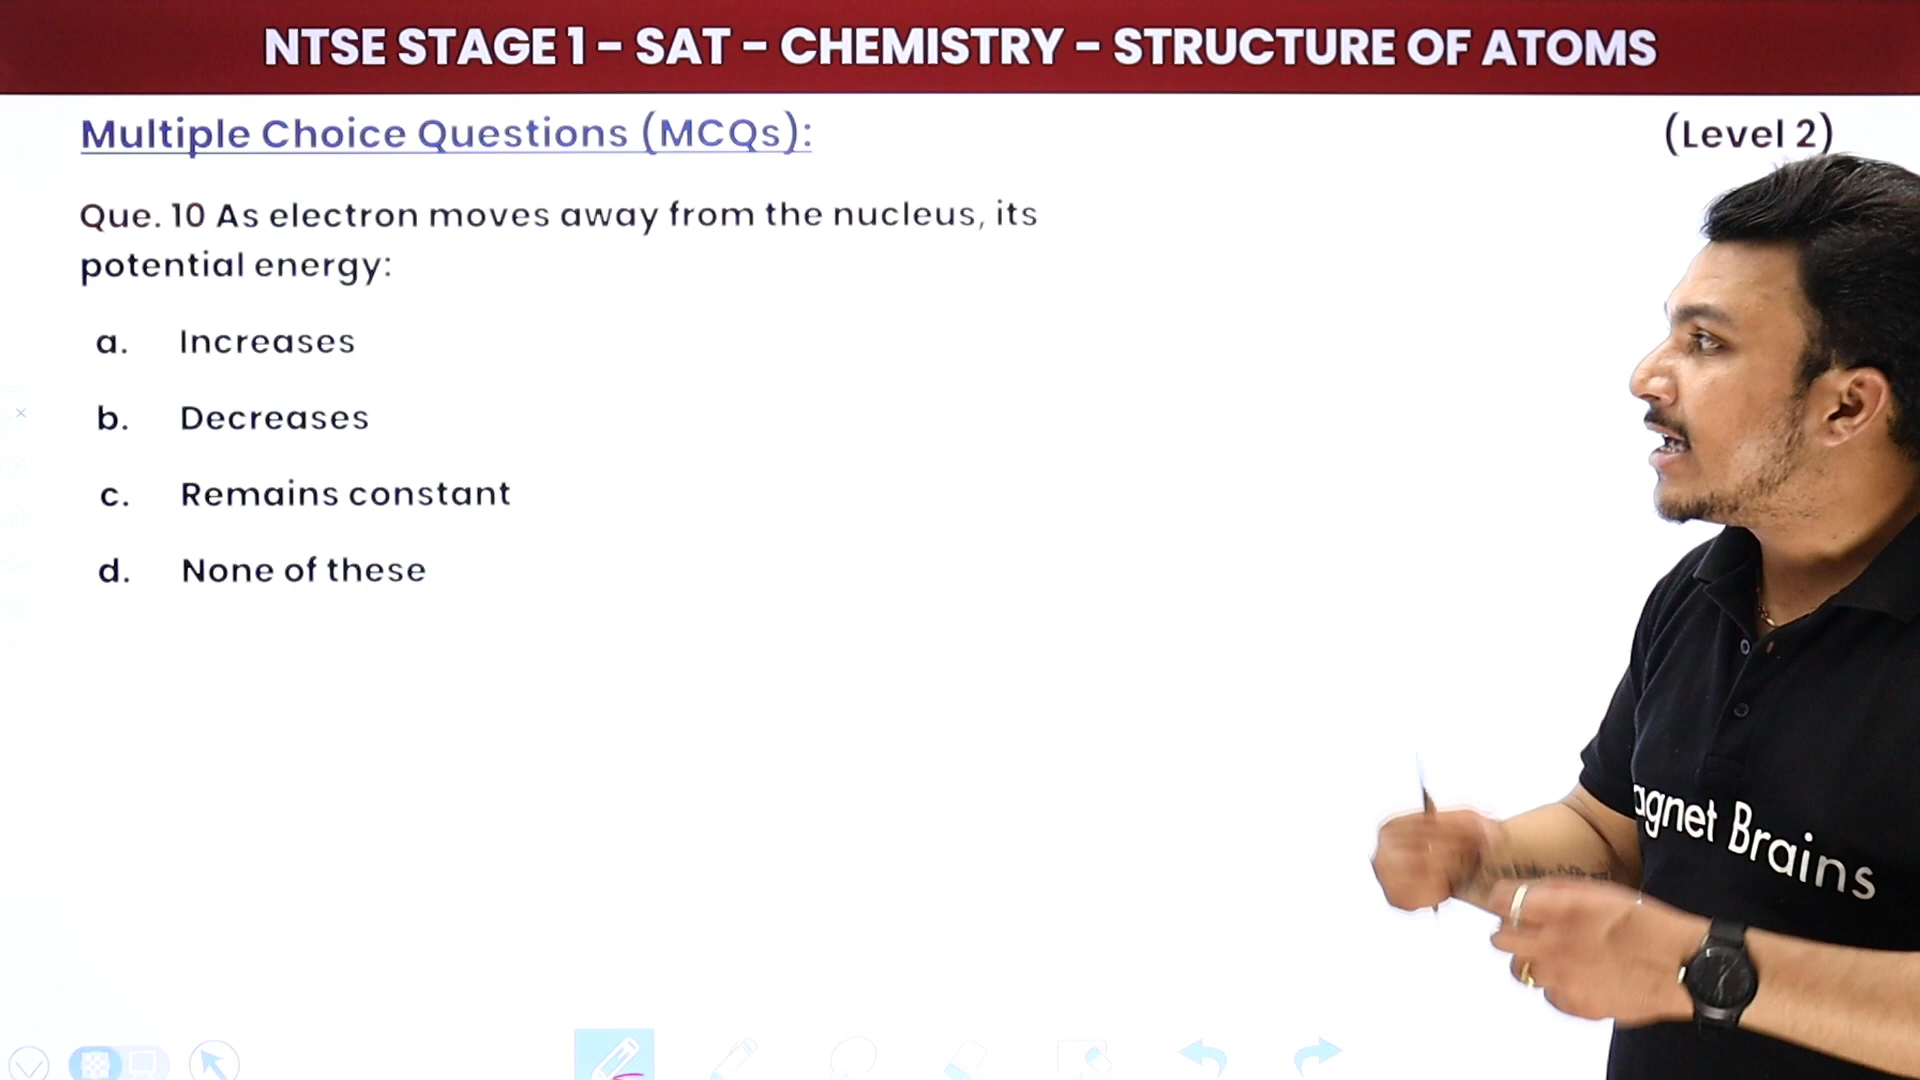 NTSE STAGE 1 – SAT – CHEMISTRY – STRUCTURE OF ATOMS
Multiple Choice Questions (MCQs):
(Level 2)
Que. 10 As electron moves away from the nucleus, its
potential energy:
a. Increases
b. Decreases
c. Remains constant
d. None of these
agnet Brains